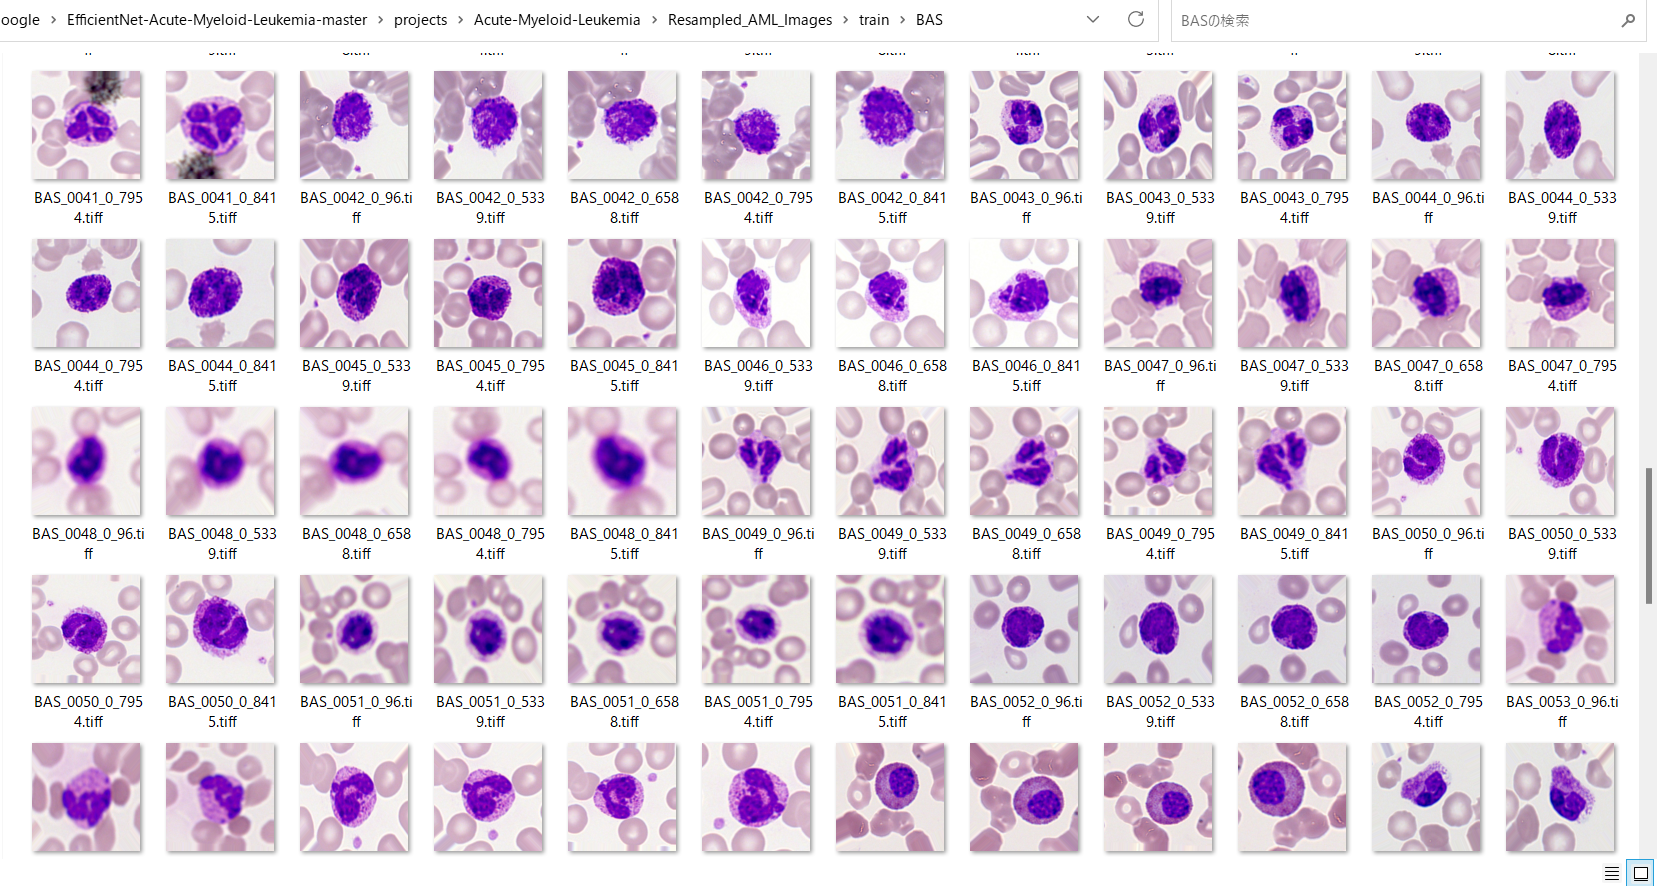 oogle > EfficientNet-Acute-Myeloid-Leukemia-master > projects > Acute-Myeloid-Leukemia > Resampled_AML_Images > train > BAS
BASの検索
BAS_0041_0_795 BAS_0041_0_841 BAS_0042_0_96.ti BAS_0042_0_533 BAS_0042_0_658 BAS_0042_0_795 BAS_0042_0_841 BAS_0043_0_96.ti BAS_0043_0_533 BAS_0043_0_795 BAS_0044_0_96.ti BAS_0044_0_533
4.tiff 5.tiff ff 9.tiff 8.tiff 4.tiff 5.tiff ff 9.tiff 4.tiff ff 9.tiff
BAS_0044_0_795 BAS_0044_0_841 BAS_0045_0_533 BAS_0045_0_795 BAS_0045_0_841 BAS_0046_0_533 BAS_0046_0_658 BAS_0046_0_841 BAS_0047_0_96.ti BAS_0047_0_533 BAS_0047_0_658 BAS_0047_0_795
4.tiff 5.tiff 9.tiff 4.tiff 5.tiff 9.tiff 8.tiff 5.tiff ff 9.tiff 8.tiff 4.tiff
BAS_0048_0_96.ti BAS_0048_0_533 BAS_0048_0_658 BAS_0048_0_795 BAS_0048_0_841 BAS_0049_0_96.ti BAS_0049_0_533 BAS_0049_0_658 BAS_0049_0_795 BAS_0049_0_841 BAS_0050_0_96.ti BAS_0050_0_533
ff 9.tiff 8.tiff 4.tiff 5.tiff ff 9.tiff 8.tiff 4.tiff 5.tiff ff 9.tiff
BAS_0050_0_795 BAS_0050_0_841 BAS_0051_0_96.ti BAS_0051_0_533 BAS_0051_0_658 BAS_0051_0_795 BAS_0051_0_841 BAS_0052_0_96.ti BAS_0052_0_533 BAS_0052_0_658 BAS_0052_0_795 BAS_0053_0_96.ti
4.tiff 5.tiff ff 9.tiff 8.tiff 4.tiff 5.tiff ff 9.tiff 8.tiff 4.tiff ff